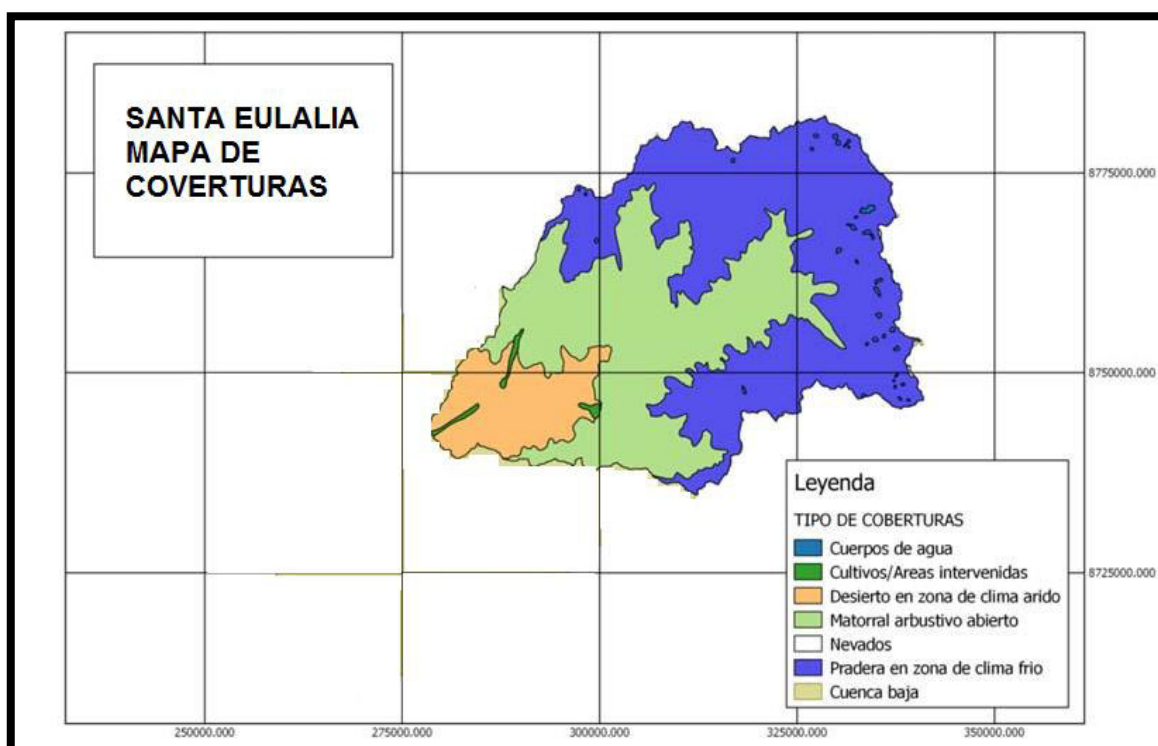 SANTA EULALIA
MAPA DE
COVERTURAS
8775000.000
8750000.000
8725000.000
Leyenda
TIPO DE COBERTURAS
Cuerpos de agua
Cultivos/Areas intervenidas
Desierto en zona de clima arido
Matorral arbustivo abierto
Nevados
Pradera en zona de clima frio
Cuenca baja
250000.000 275000.000 300000.000 325000.000 350000.000